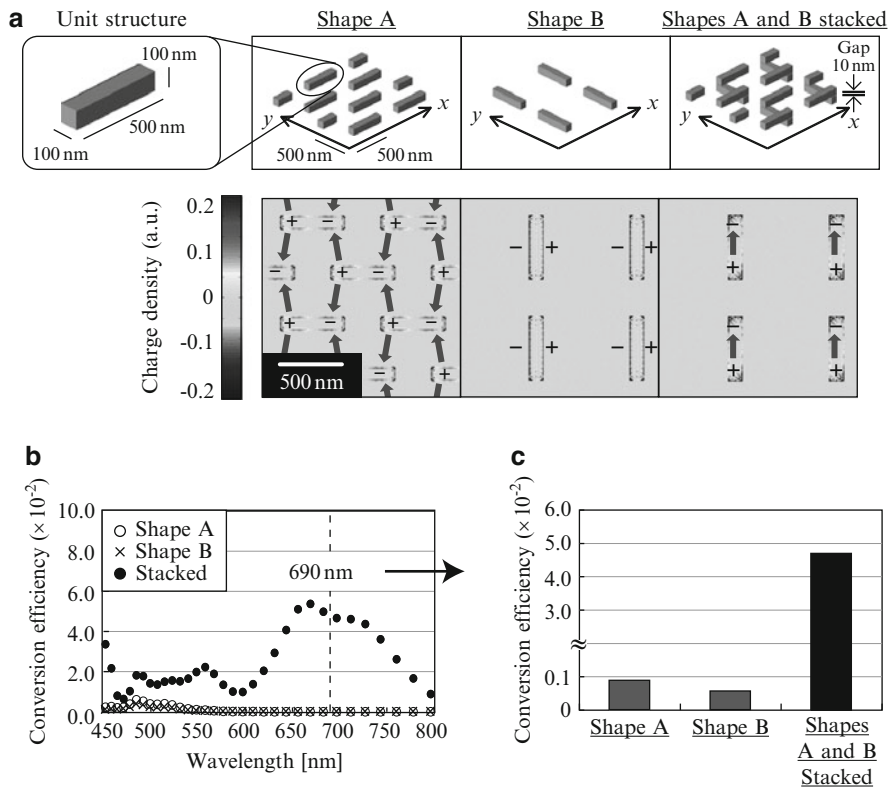 a
Unit structure
Shape A
Shape B
Shapes A and B stacked
100 nm
500 nm
100 nm
y
x
500 nm
500 nm
y
x
Gap
10 nm
y
x
Charge density (a.u.)
0.2
0.1
0
-0.1
-0.2
+ − + −
− + − +
+ − + −
− +
500 nm
− + − +
− + − +
− −
+ +
− −
+ +
b
Conversion efficiency (× 10⁻²)
10.0
8.0
6.0
4.0
2.0
0.0
○ Shape A
× Shape B
● Stacked
690 nm
450 500 550 600 650 700 750 800
Wavelength [nm]
c
Conversion efficiency (× 10⁻²)
6.0
5.0
4.0
3.0
≈
0.1
0
Shape A
Shape B
Shapes
A and B
Stacked